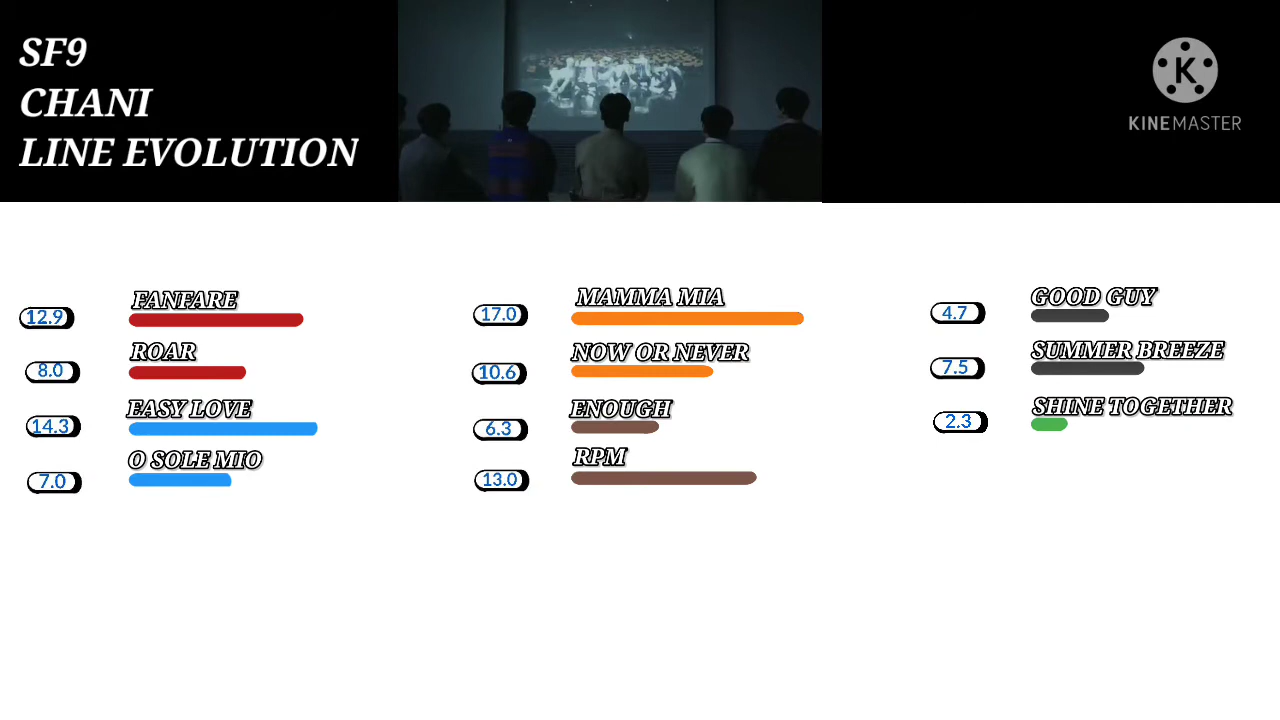 SF9
CHANI
LINE EVOLUTION
K
KINEMASTER
12.9 FANFARE
8.0 ROAR
14.3 EASY LOVE
7.0 O SOLE MIO
17.0 MAMMA MIA
10.6 NOW OR NEVER
6.3 ENOUGH
13.0 RPM
4.7 GOOD GUY
7.5 SUMMER BREEZE
2.3 SHINE TOGETHER